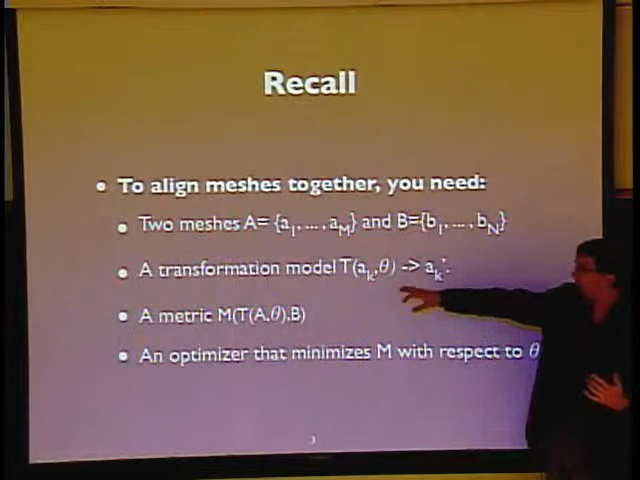 Recall
• To align meshes together, you need:
• Two meshes A= {a₁, ..., a_M} and B={b₁, ..., b_N}
• A transformation model T(a_k,θ) -> a_k'.
• A metric M(T(A,θ),B)
• An optimizer that minimizes M with respect to θ